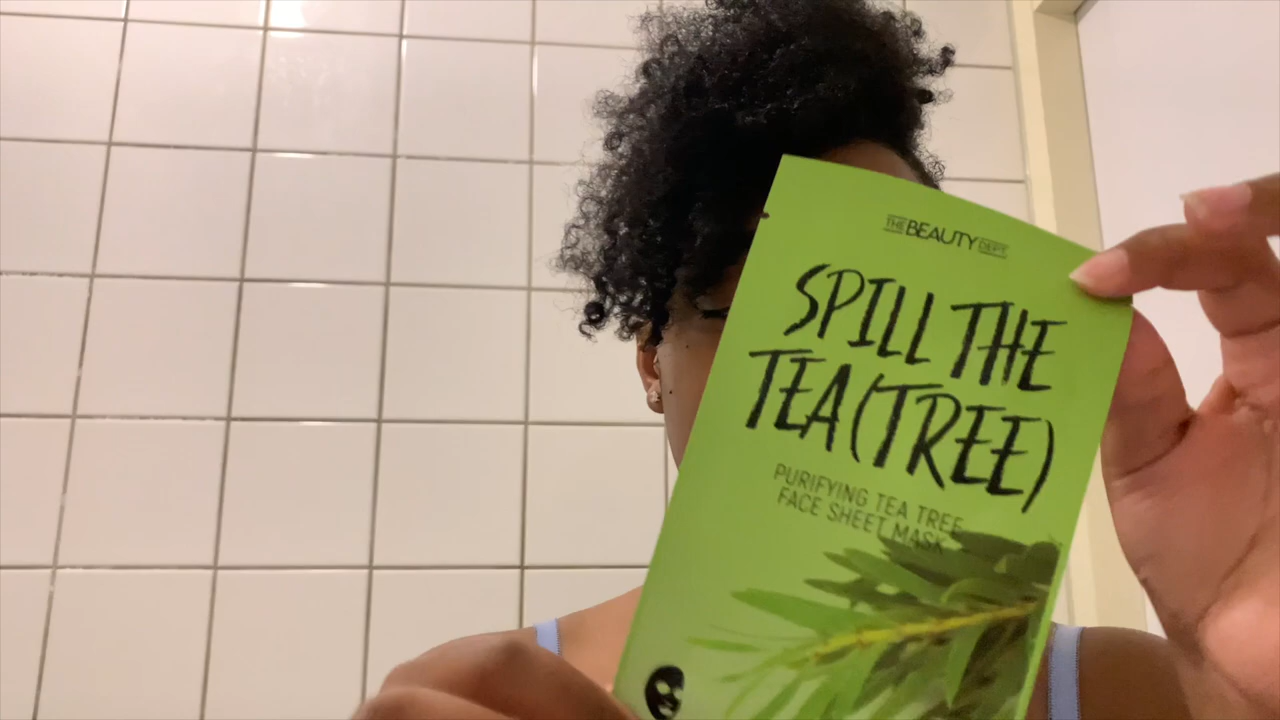 THE BEAUTY DEPT.
SPILL THE
TEA(TREE)
PURIFYING TEA TREE
FACE SHEET MASK